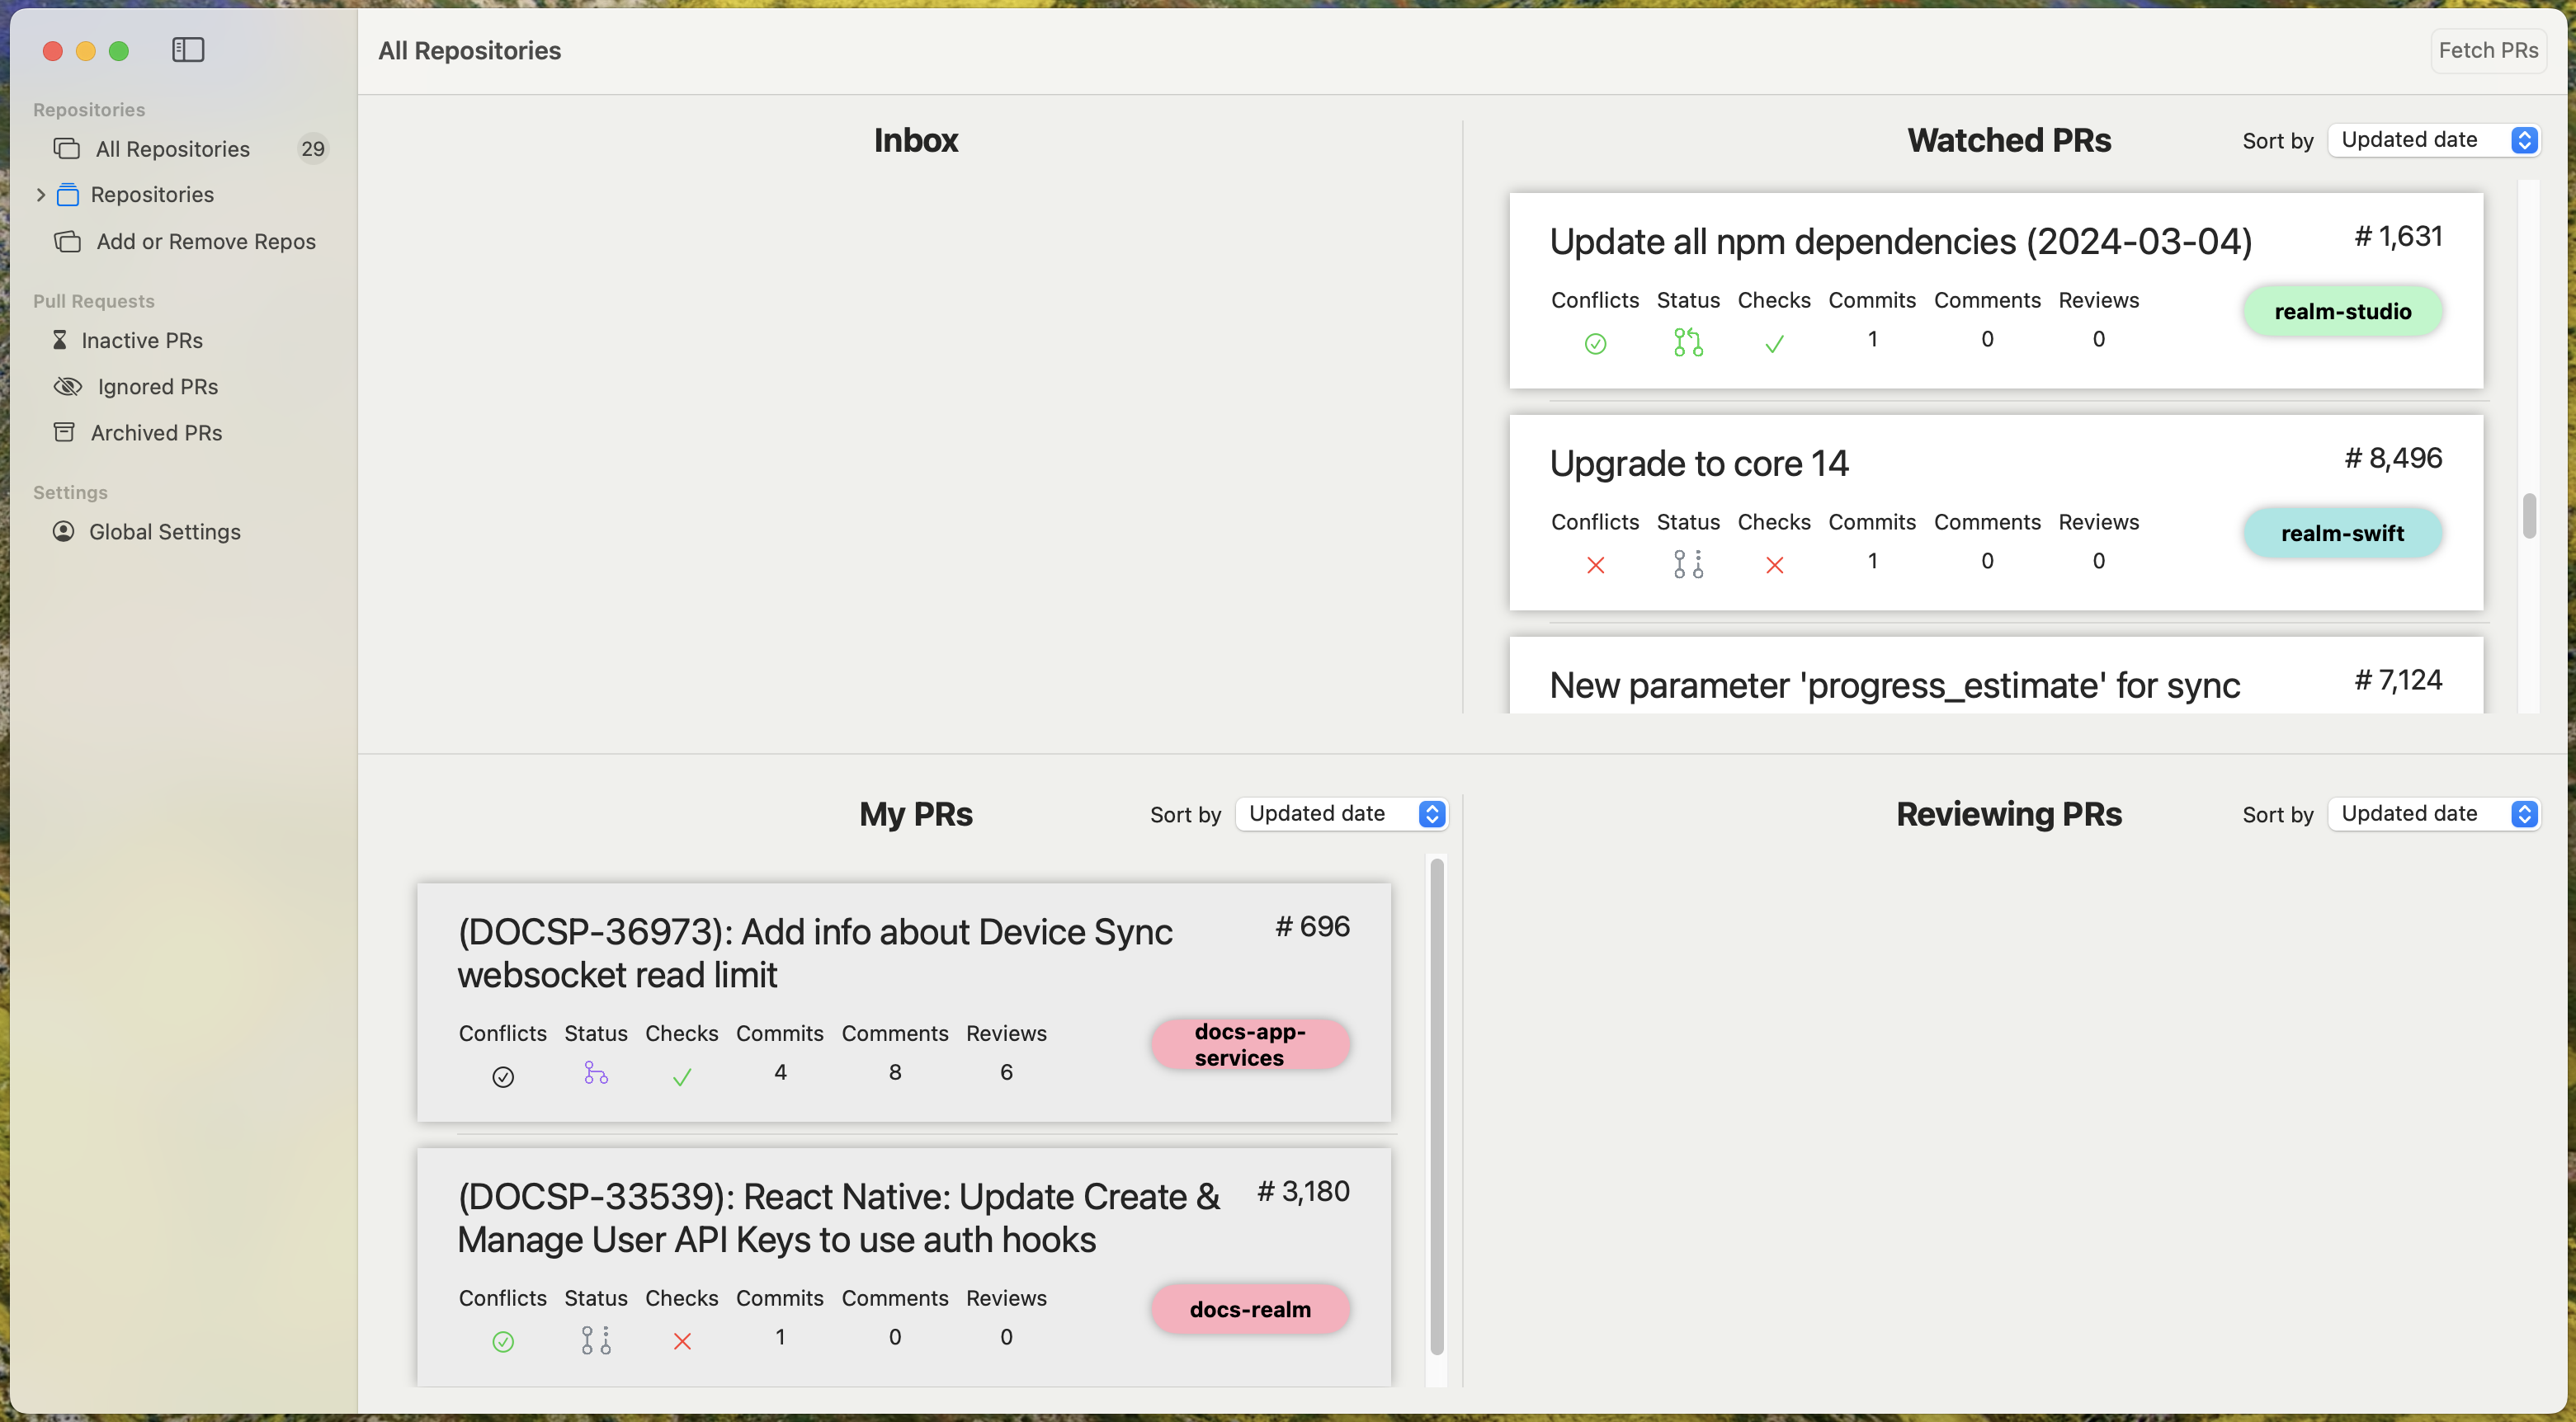 All Repositories
Fetch PRs
Repositories
All Repositories 29
Repositories
Add or Remove Repos
Pull Requests
Inactive PRs
Ignored PRs
Archived PRs
Settings
Global Settings
Inbox
Watched PRs
Sort by Updated date
Update all npm dependencies (2024-03-04) # 1,631
Conflicts Status Checks Commits Comments Reviews
1 0 0
realm-studio
Upgrade to core 14 # 8,496
Conflicts Status Checks Commits Comments Reviews
1 0 0
realm-swift
New parameter 'progress_estimate' for sync # 7,124
My PRs
Sort by Updated date
(DOCSP-36973): Add info about Device Sync # 696
websocket read limit
Conflicts Status Checks Commits Comments Reviews
4 8 6
docs-app-
services
(DOCSP-33539): React Native: Update Create & # 3,180
Manage User API Keys to use auth hooks
Conflicts Status Checks Commits Comments Reviews
1 0 0
docs-realm
Reviewing PRs
Sort by Updated date